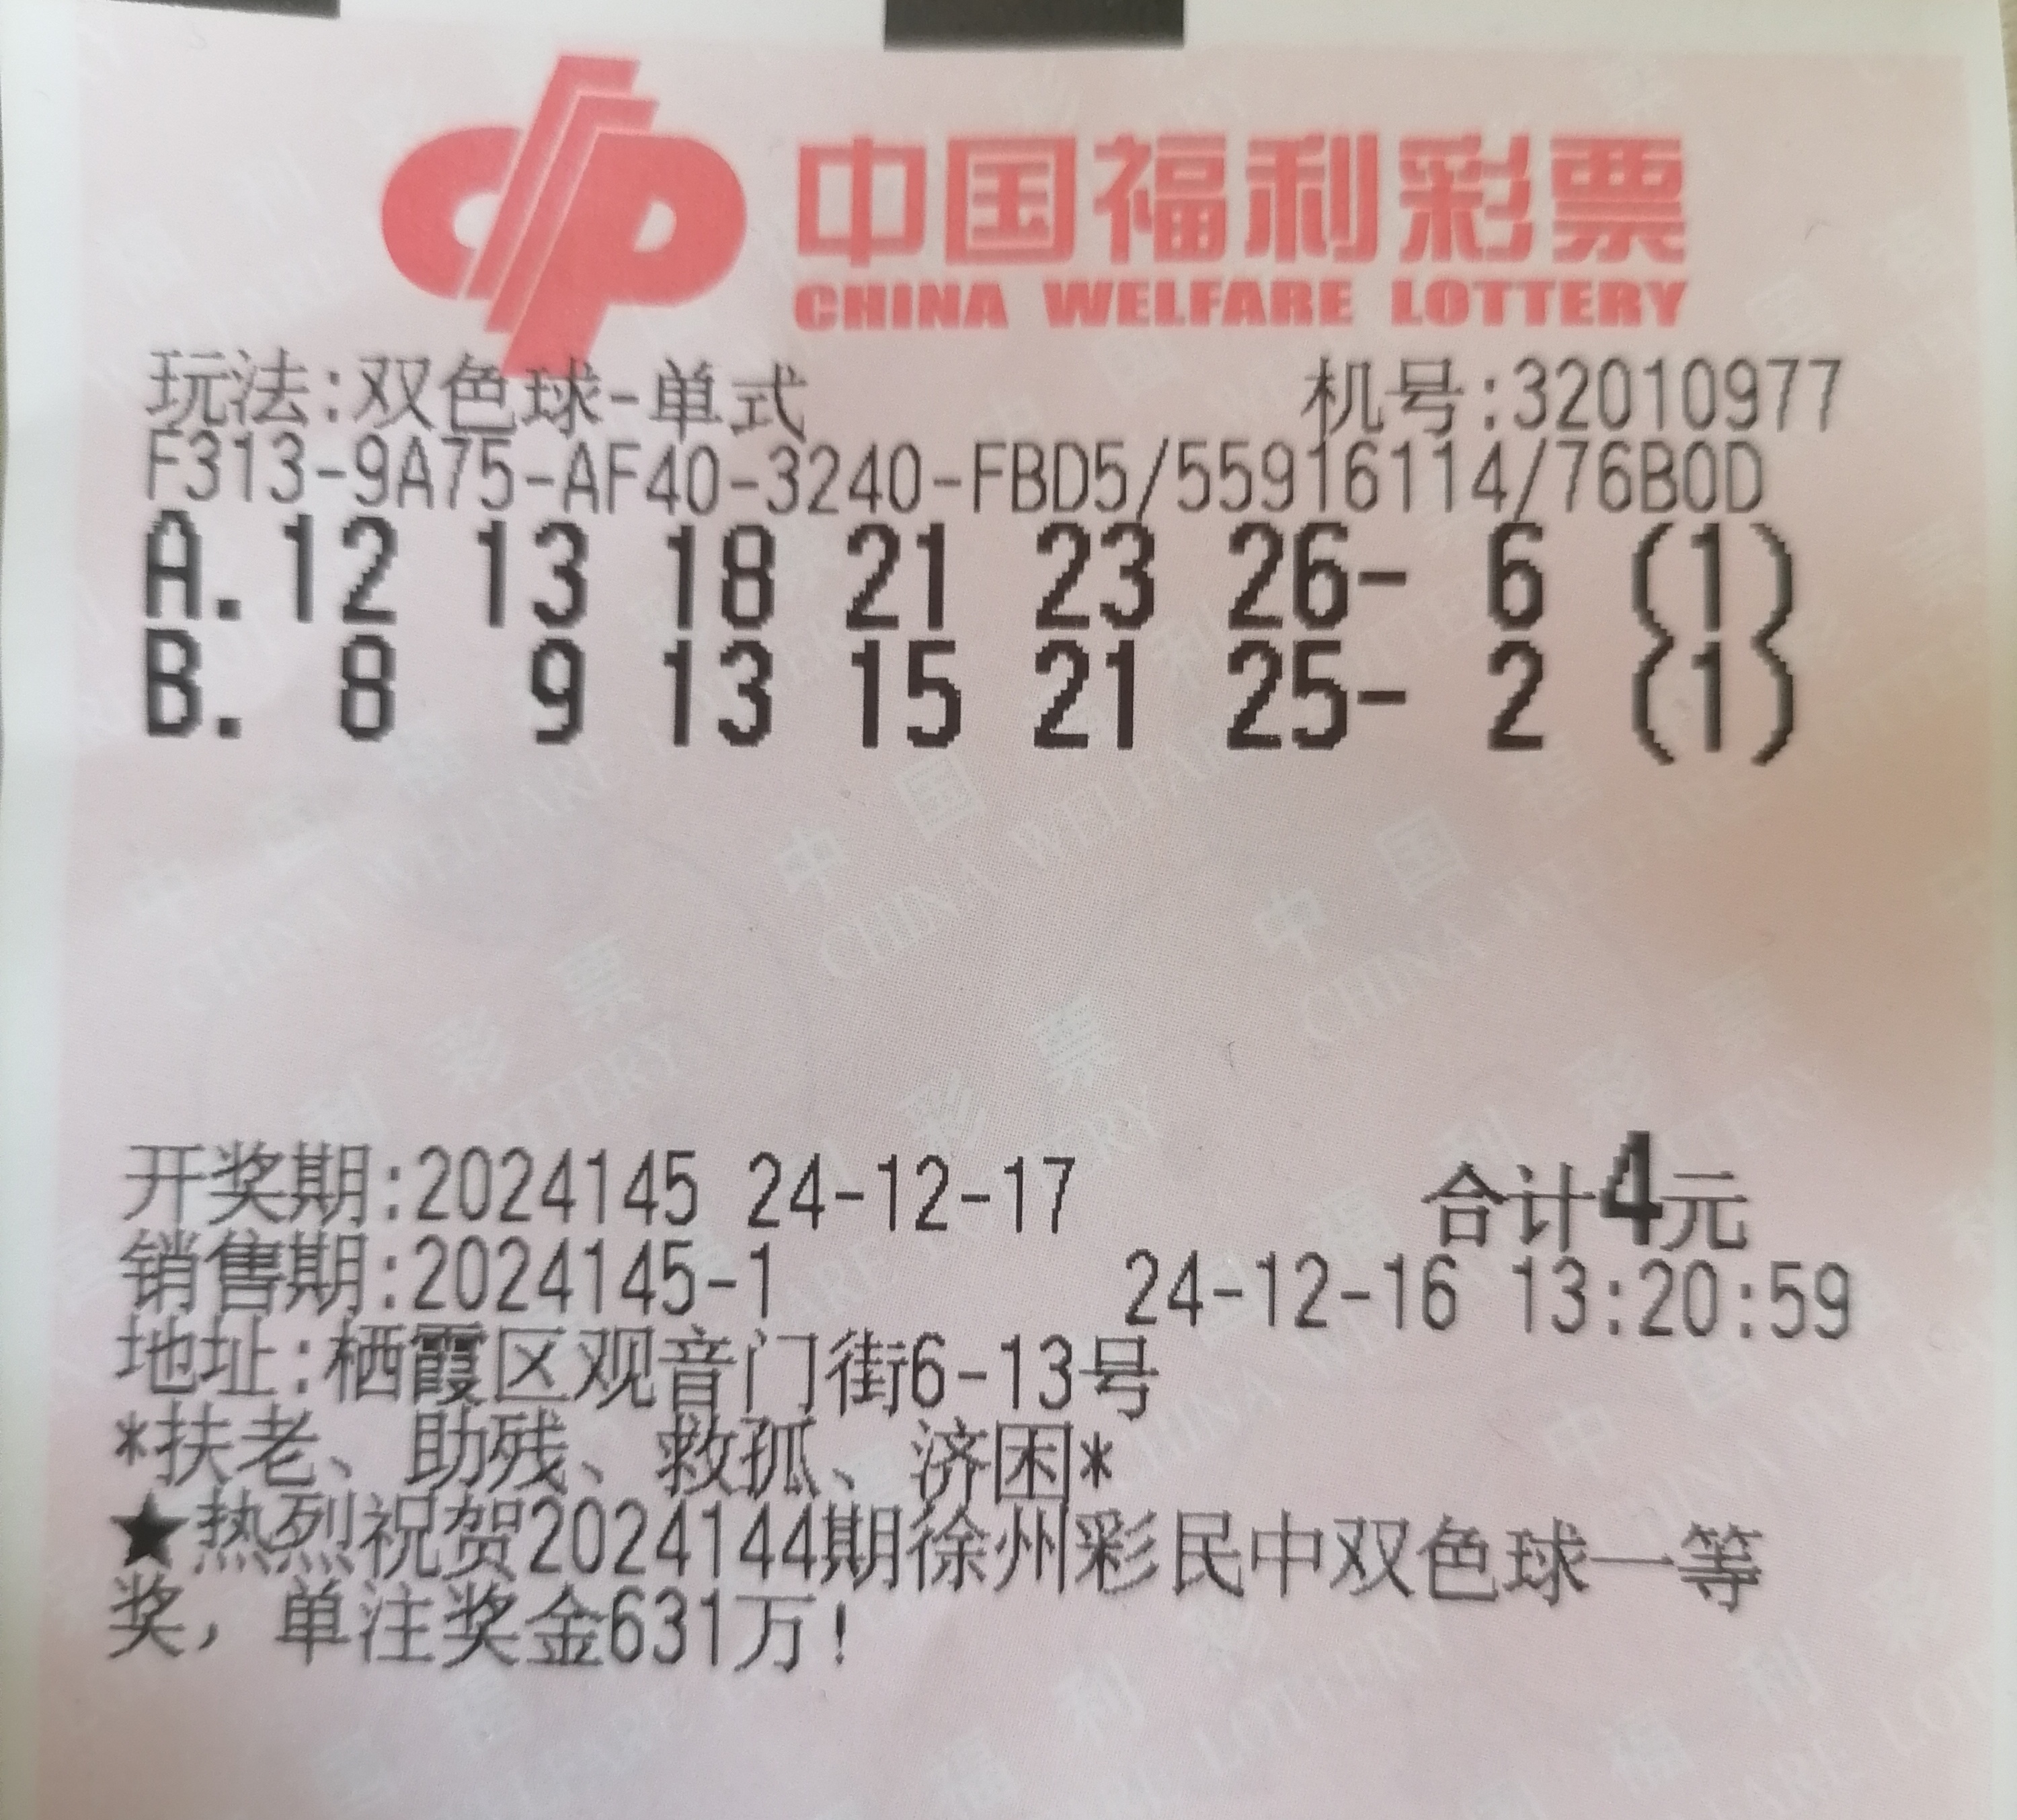 中国福利彩票
CHINA WELFARE LOTTERY
玩法:双色球-单式 机号:32010977
F313-9A75-AF40-3240-FBD5/55916114/76B0D
A.12 13 18 21 23 26- 6 (1)
B. 8 9 13 15 21 25- 2 (1)
开奖期:2024145 24-12-17 合计4元
销售期:2024145-1 24-12-16 13:20:59
地址:栖霞区观音门街6-13号
*扶老、助残、救孤、济困*
★热烈祝贺2024144期徐州彩民中双色球一等
奖，单注奖金631万!